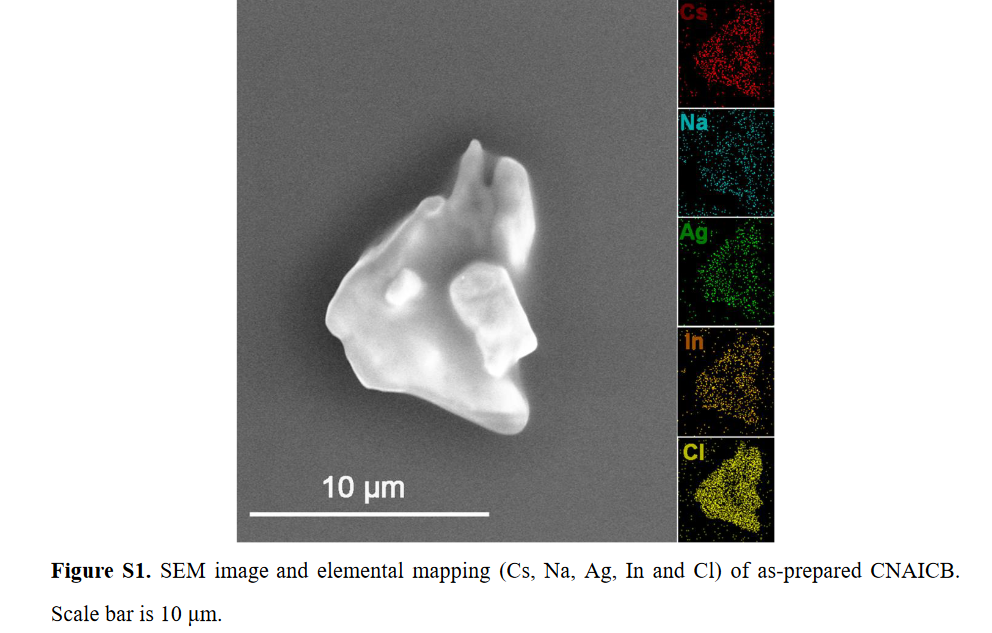 Cs
Na
Ag
In
Cl
10 μm
Figure S1. SEM image and elemental mapping (Cs, Na, Ag, In and Cl) of as-prepared CNAICB.
Scale bar is 10 μm.